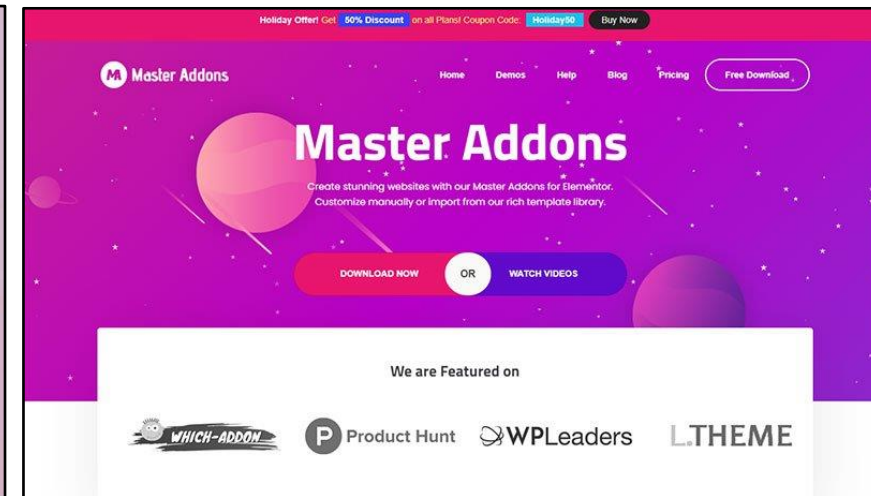 Holiday Offer! Get 50% Discount on all Plans! Coupon Code: Holiday50 Buy Now
M Master Addons Home Demos Help Blog Pricing Free Download
Master Addons
Create stunning websites with our Master Addons for Elementor.
Customize manually or import from our rich template library.
DOWNLOAD NOW OR WATCH VIDEOS
We are Featured on
WHICH-ADDON P Product Hunt WPLeaders L.THEME